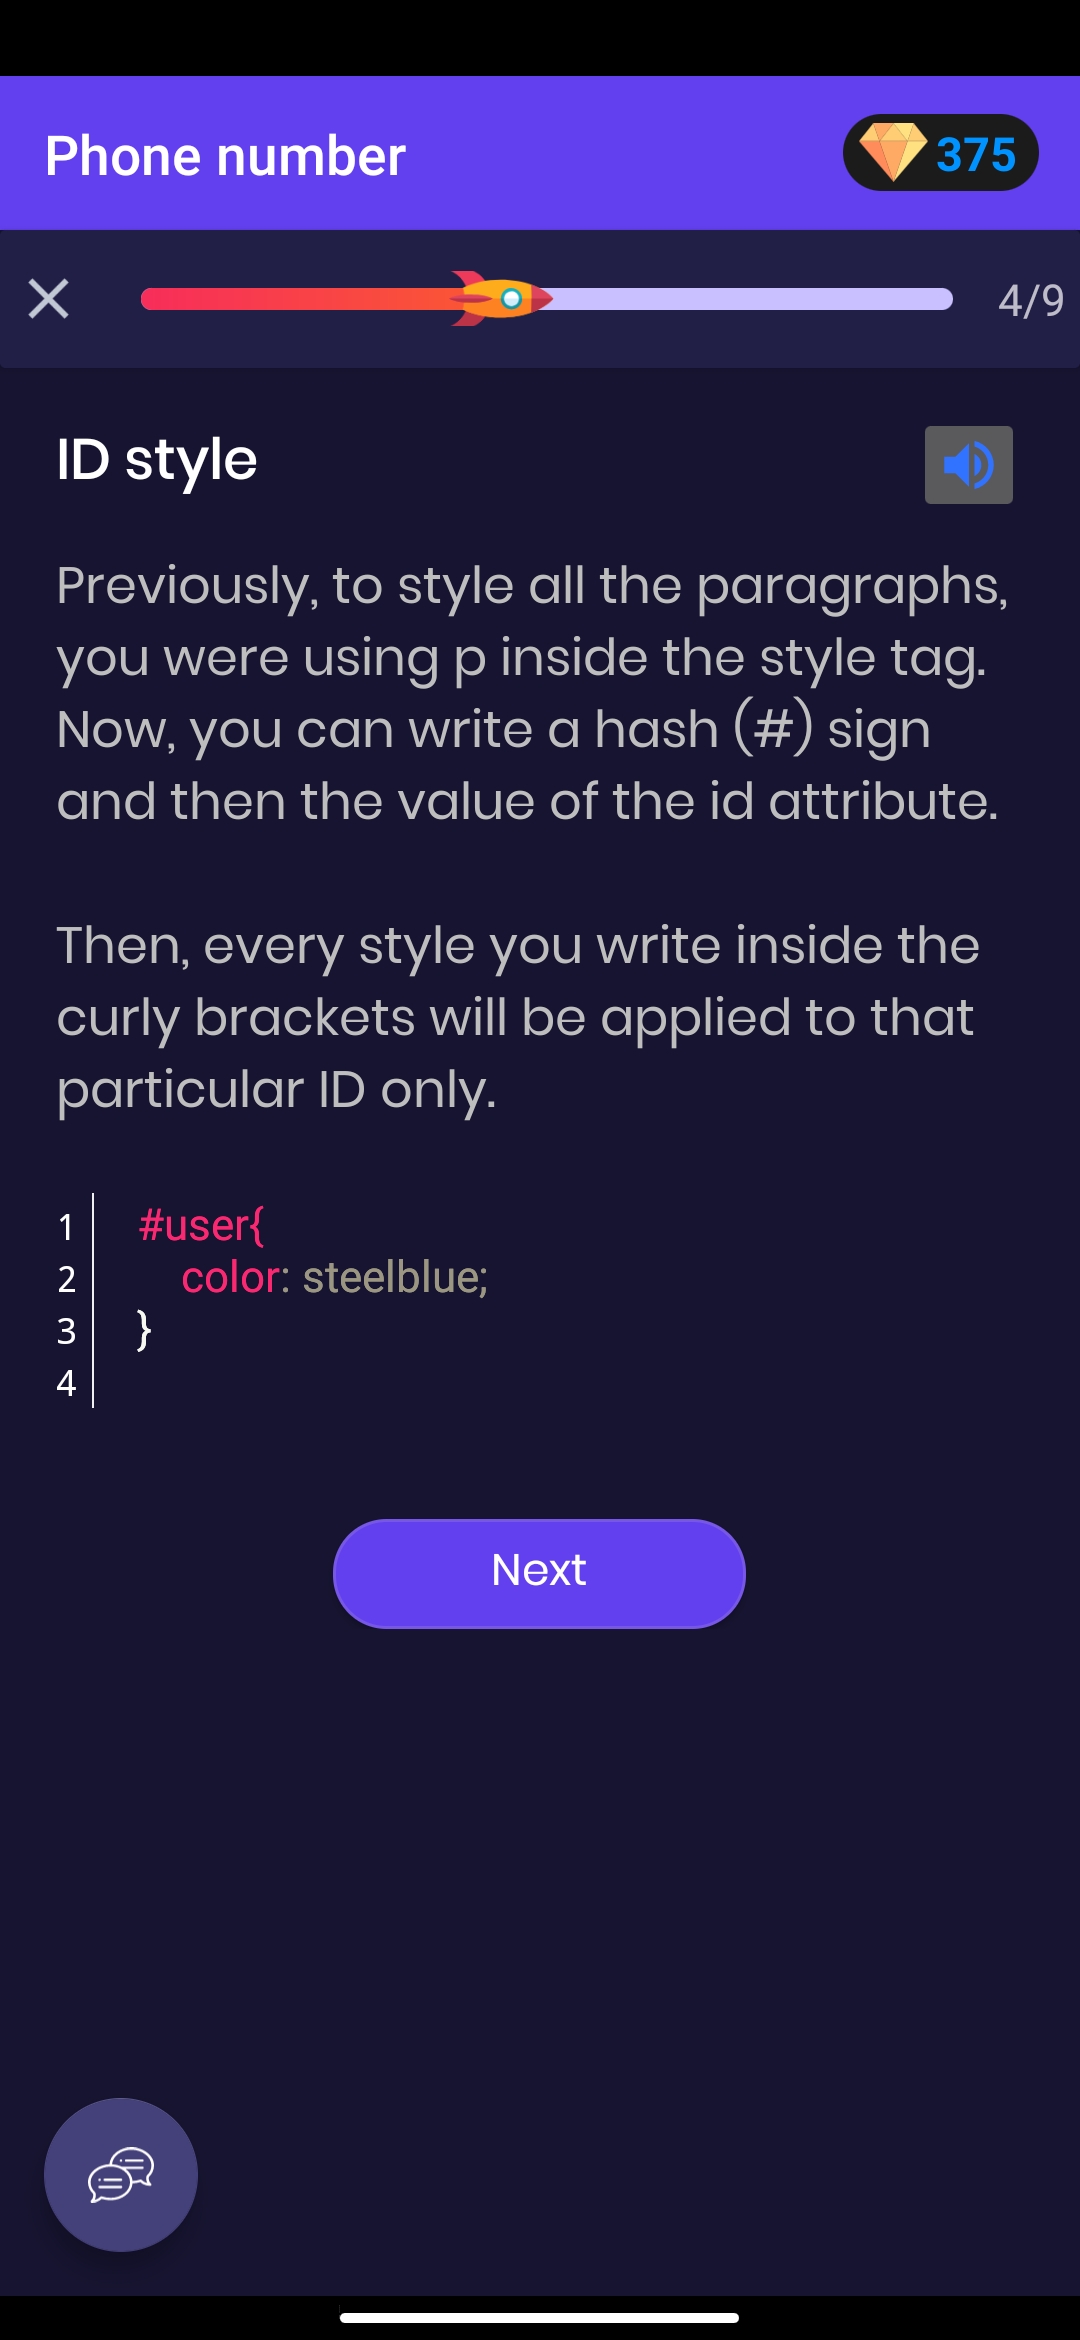 Phone number
375
4/9
ID style
Previously, to style all the paragraphs,
you were using p inside the style tag.
Now, you can write a hash (#) sign
and then the value of the id attribute.
Then, every style you write inside the
curly brackets will be applied to that
particular ID only.
1 #user{
2 color: steelblue;
3 }
4
Next